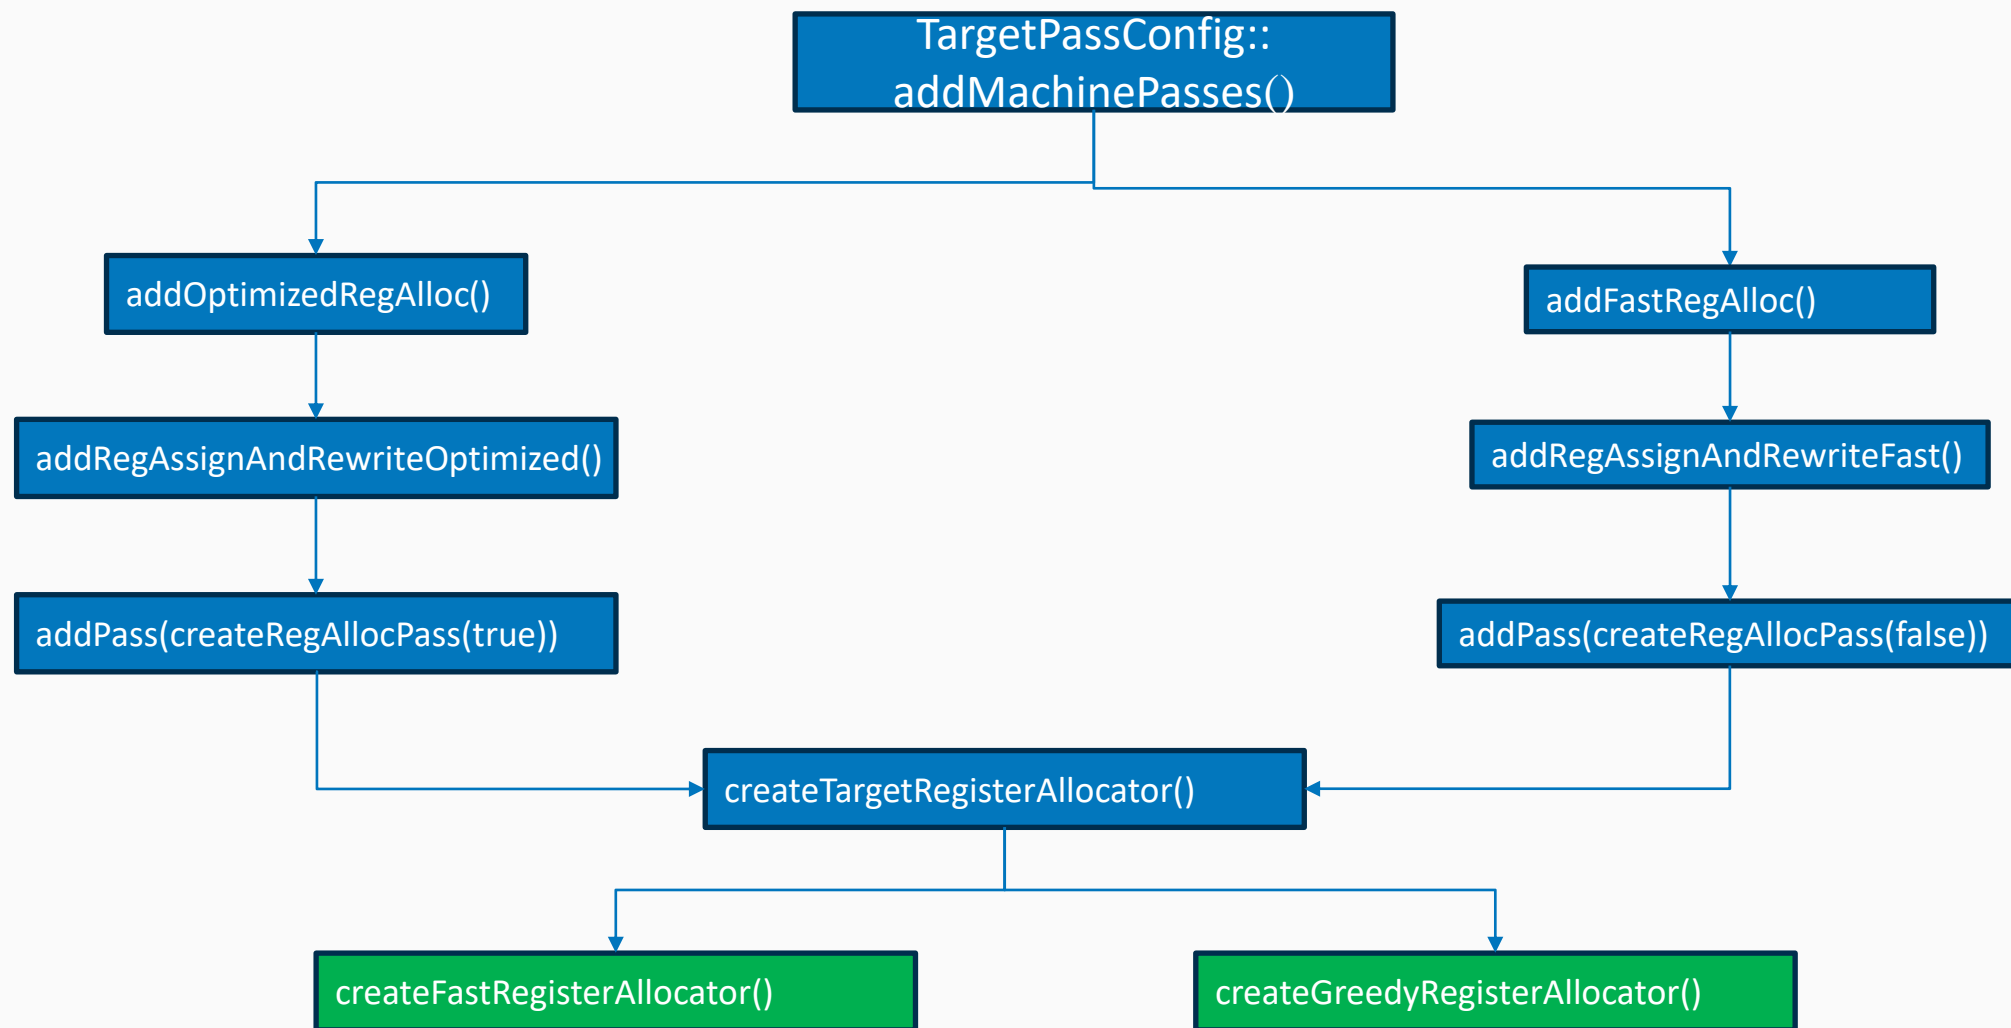 TargetPassConfig::
addMachinePasses()
addOptimizedRegAlloc()
addFastRegAlloc()
addRegAssignAndRewriteOptimized()
addRegAssignAndRewriteFast()
addPass(createRegAllocPass(true))
addPass(createRegAllocPass(false))
createTargetRegisterAllocator()
createFastRegisterAllocator()
createGreedyRegisterAllocator()